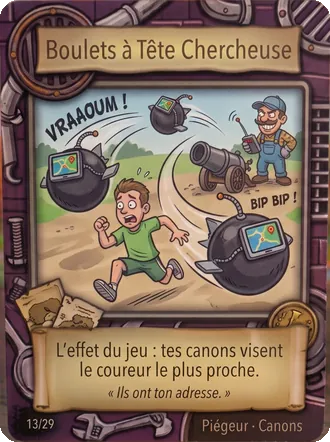 Boulets à Tête Chercheuse
VRAAOUM !
BIP BIP !
L'effet du jeu : tes canons visent
le coureur le plus proche.
« Ils ont ton adresse. »
13/29
Piégeur · Canons